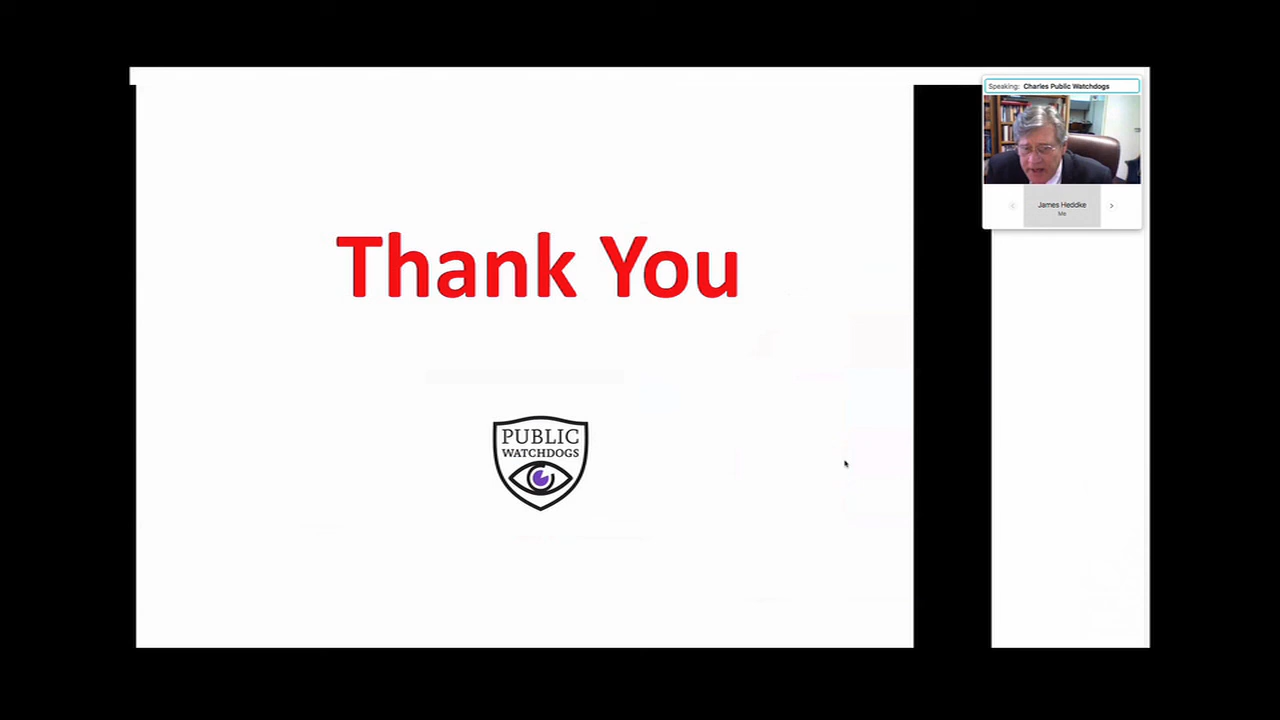 Speaking: Charles Public Watchdogs
James Heddke
Me
Thank You
PUBLIC
WATCHDOGS